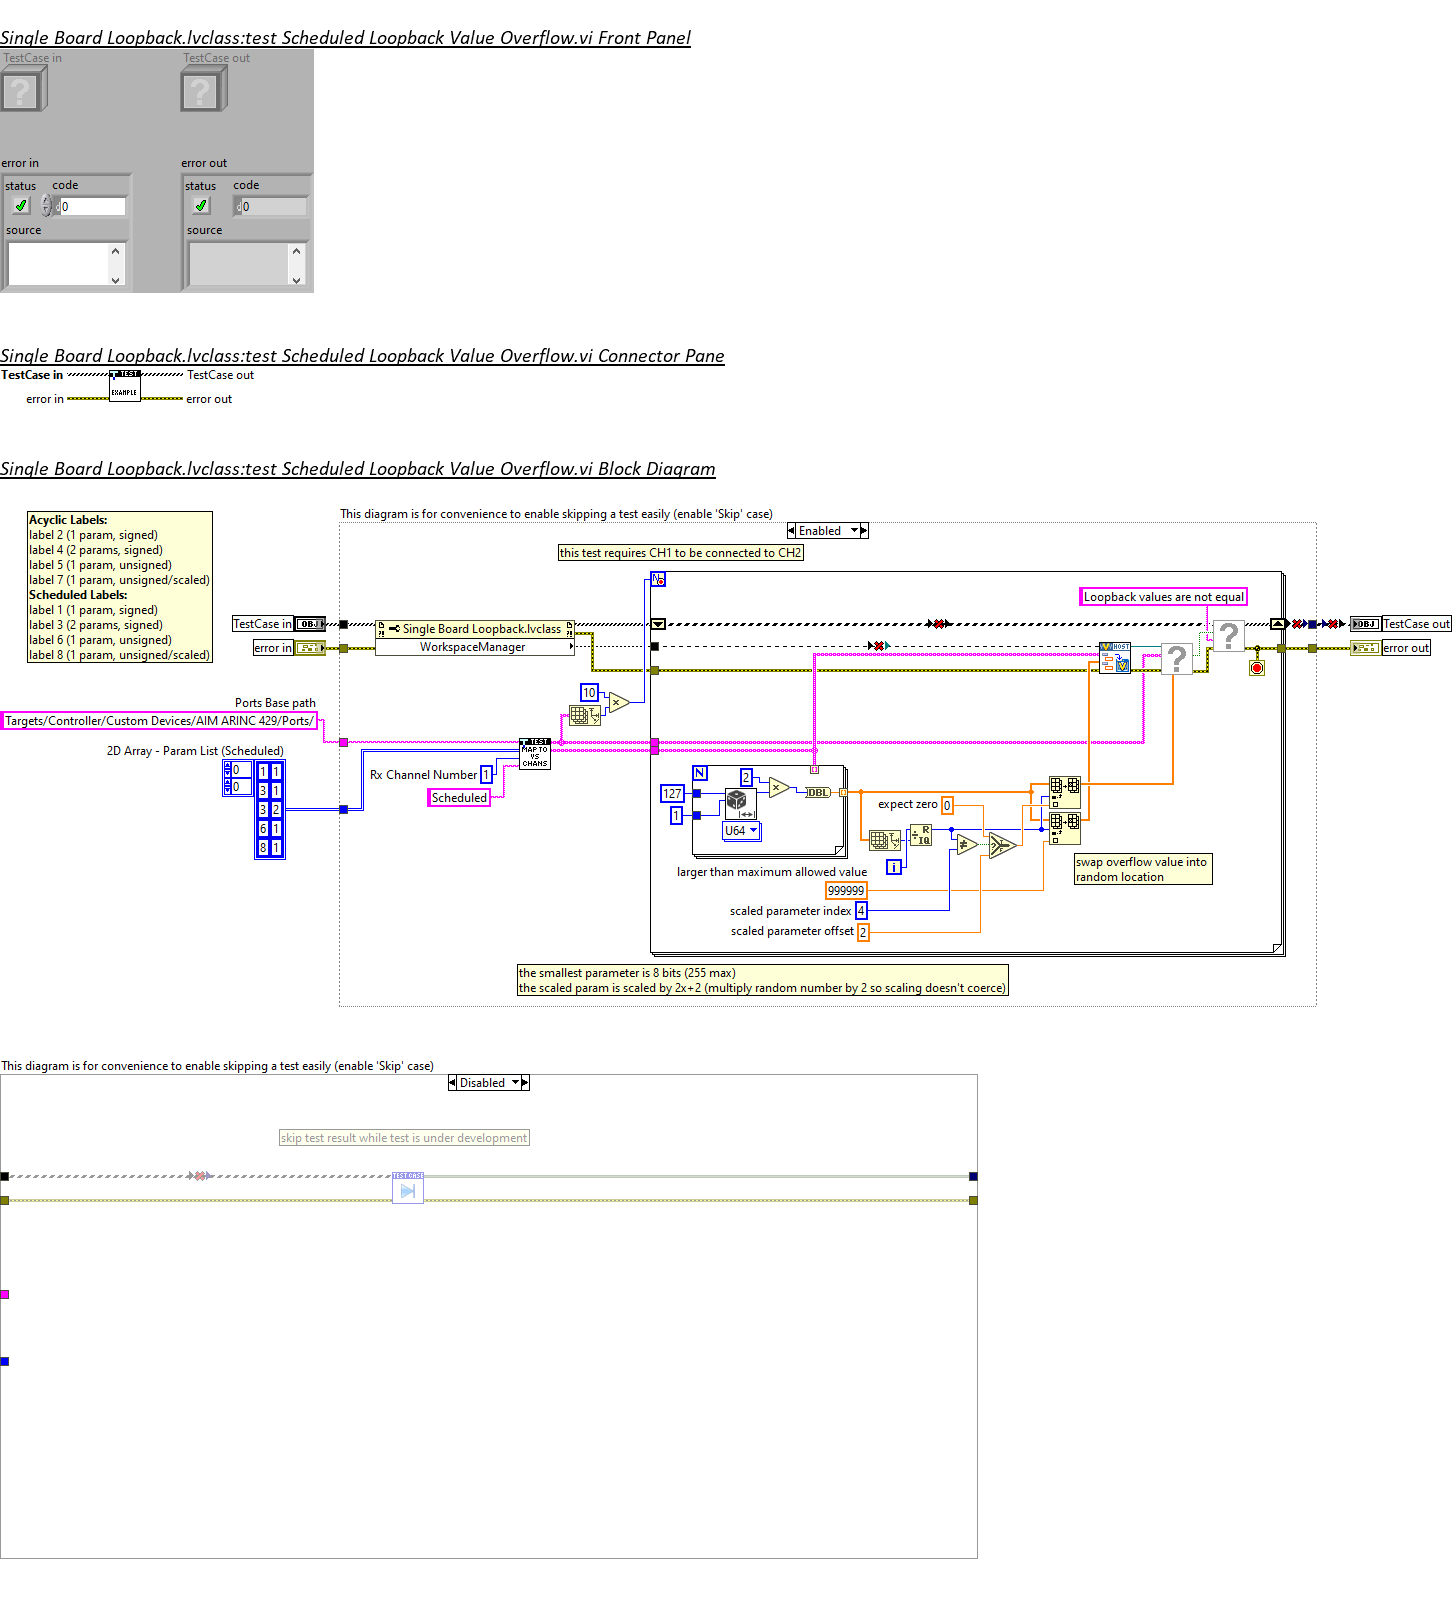 Single Board Loopback.lvclass:test Scheduled Loopback Value Overflow.vi Front Panel
TestCase in
TestCase out
?
?
error in
error out
status code
status code
0
0
source
source
Single Board Loopback.lvclass:test Scheduled Loopback Value Overflow.vi Connector Pane
TestCase in
TestCase out
TEST
EXAMPLE
error in
error out
Single Board Loopback.lvclass:test Scheduled Loopback Value Overflow.vi Block Diagram
Acyclic Labels:
label 2 (1 param, signed)
label 4 (2 params, signed)
label 5 (1 param, unsigned)
label 7 (1 param, unsigned/scaled)
Scheduled Labels:
label 1 (1 param, signed)
label 3 (2 params, signed)
label 6 (1 param, unsigned)
label 8 (1 param, unsigned/scaled)
This diagram is for convenience to enable skipping a test easily (enable 'Skip' case)
Enabled
this test requires CH1 to be connected to CH2
N
Loopback values are not equal
TestCase in
OBJ
Single Board Loopback.lvclass
WorkspaceManager
OBJ
TestCase out
error in
error out
HOST
?
?
10
Ports Base path
Targets/Controller/Custom Devices/AIM ARINC 429/Ports/
2D Array - Param List (Scheduled)
0
0
1 1
3 1
3 2
6 1
8 1
TEST
MAP TO
VS
CHANS
Rx Channel Number 1
Scheduled
N
127
1
2
DBL
U64
expect zero 0
R
IQ
i
larger than maximum allowed value
999999
scaled parameter index 4
scaled parameter offset 2
swap overflow value into
random location
the smallest parameter is 8 bits (255 max)
the scaled param is scaled by 2x+2 (multiply random number by 2 so scaling doesn't coerce)
This diagram is for convenience to enable skipping a test easily (enable 'Skip' case)
Disabled
skip test result while test is under development
TEST CASE